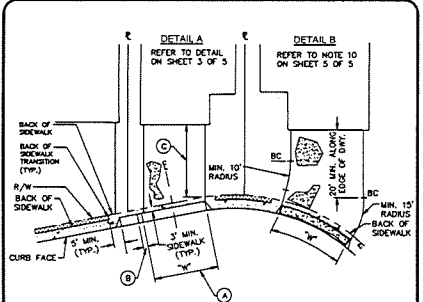 DETAIL A
REFER TO DETAIL
ON SHEET 3 OF 5
DETAIL B
REFER TO NOTE 10
ON SHEET 5 OF 5
BACK OF
SIDEWALK
BACK OF
SIDEWALK
TRANSITION
(TYP.)
R/W
BACK OF
SIDEWALK
CURB FACE
5' MIN.
(TYP.)
3' MIN.
SIDEWALK
(TYP.)
"W"
A
B
C
MIN. 10'
RADIUS
BC
20' MIN. ALONG
EDGE OF DWY.
BC
MIN. 15'
RADIUS
BACK OF
SIDEWALK
"W"